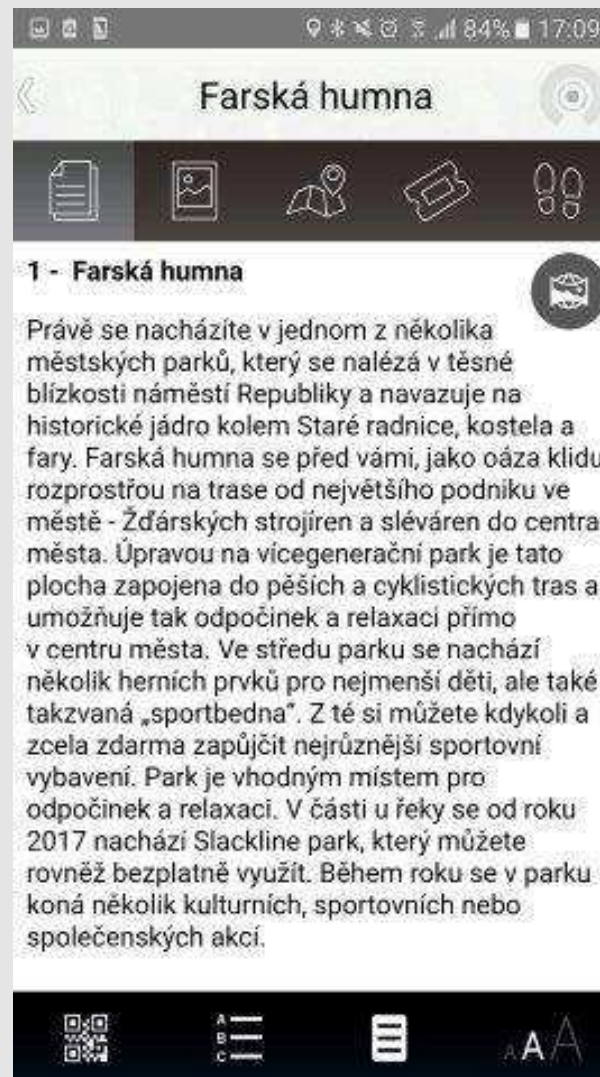 84% 17:09
Farská humna
1 - Farská humna
Právě se nacházíte v jednom z několika
městských parků, který se nalézá v těsné
blízkosti náměstí Republiky a navazuje na
historické jádro kolem Staré radnice, kostela a
fary. Farská humna se před vámi, jako oáza klidu
rozprostřou na trase od největšího podniku ve
městě - Žďárských strojíren a sléváren do centra
města. Úpravou na vícegenerační park je tato
plocha zapojena do pěších a cyklistických tras a
umožňuje tak odpočinek a relaxaci přímo
v centru města. Ve středu parku se nachází
několik herních prvků pro nejmenší děti, ale také
takzvaná „sportbedna“. Z té si můžete kdykoli a
zcela zdarma zapůjčit nejrůznější sportovní
vybavení. Park je vhodným místem pro
odpočinek a relaxaci. V části u řeky se od roku
2017 nachází Slackline park, který můžete
rovněž bezplatně využít. Během roku se v parku
koná několik kulturních, sportovních nebo
společenských akcí.
A
B
C
A A A